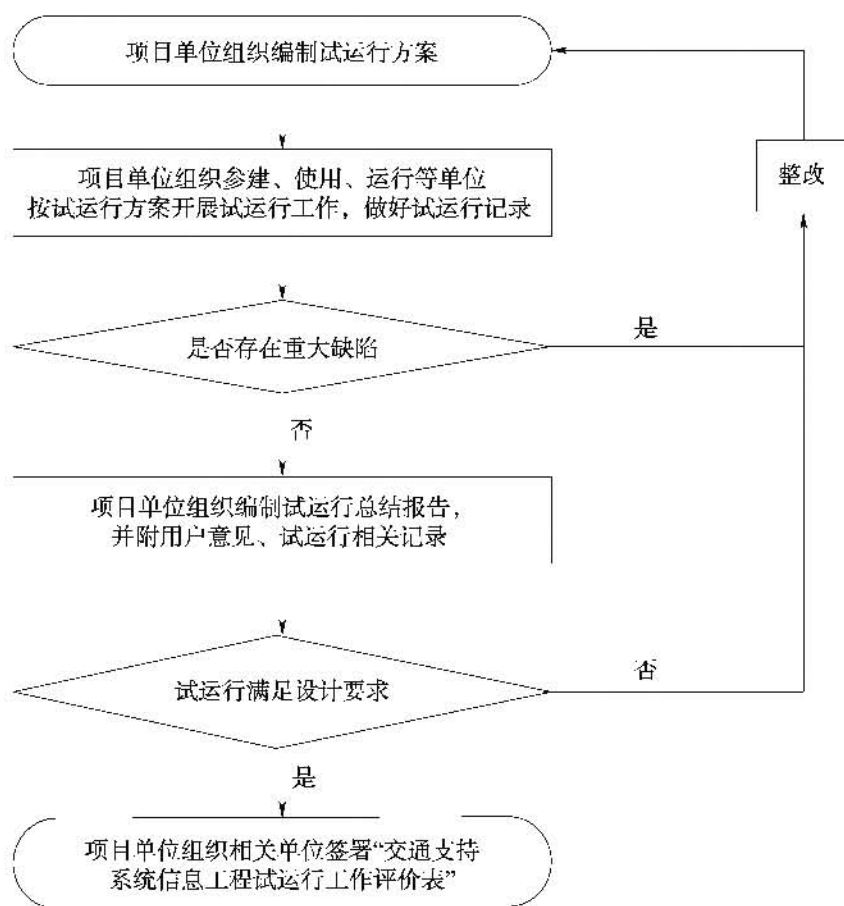 项目单位组织编制试运行方案
项目单位组织参建、使用、运行等单位
按试运行方案开展试运行工作，做好试运行记录
整改
是否存在重大缺陷
是
否
项目单位组织编制试运行总结报告，
并附用户意见、试运行相关记录
试运行满足设计要求
否
是
项目单位组织相关单位签署“交通支持
系统信息工程试运行工作评价表”